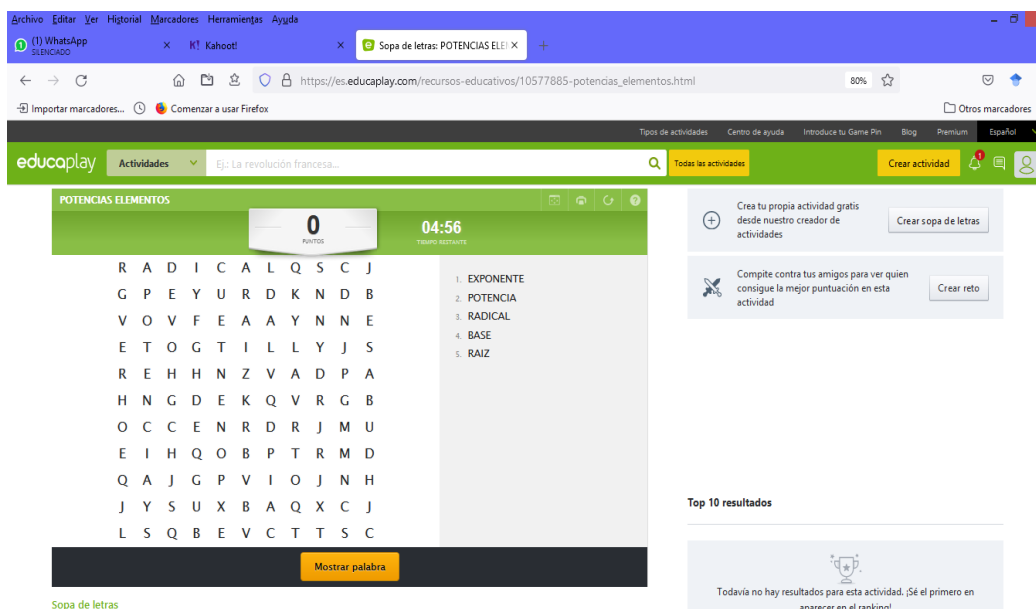 Archivo Editar Ver Historial Marcadores Herramientas Ayuda
(1) WhatsApp
SILENCIADO
K! Kahoot!
Sopa de letras: POTENCIAS ELEI
https://es.educaplay.com/recursos-educativos/10577885-potencias_elementos.html
80%
Importar marcadores...
Comenzar a usar Firefox
Otros marcadores
Tipos de actividades Centro de ayuda Introduce tu Game Pin Blog Premium Español
educaplay Actividades Ej.: La revolución francesa... Todas las actividades Crear actividad 1
POTENCIAS ELEMENTOS
0
PUNTOS
04:56
TIEMPO RESTANTE
R A D I C A L Q S C J
G P E Y U R D K N D B
V O V F E A A Y N N E
E T O G T I L L Y J S
R E H H N Z V A D P A
H N G D E K Q V R G B
O C C E N R D R J M U
E I H Q O B P T R M D
Q A J G P V I O J N H
J Y S U X B A Q X C J
L S Q B E V C T T S C
1. EXPONENTE
2. POTENCIA
3. RADICAL
4. BASE
5. RAIZ
Mostrar palabra
Sopa de letras
Crea tu propia actividad gratis
desde nuestro creador de
actividades
Crear sopa de letras
Compite contra tus amigos para ver quien
consigue la mejor puntuación en esta
actividad
Crear reto
Top 10 resultados
Todavía no hay resultados para esta actividad. ¡Sé el primero en
aparecer en el ranking!